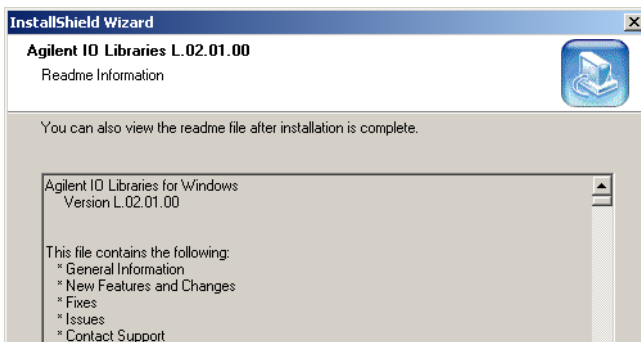 InstallShield Wizard
Agilent IO Libraries L.02.01.00
Readme Information
You can also view the readme file after installation is complete.
Agilent IO Libraries for Windows
Version L.02.01.00
This file contains the following:
* General Information
* New Features and Changes
* Fixes
* Issues
* Contact Support